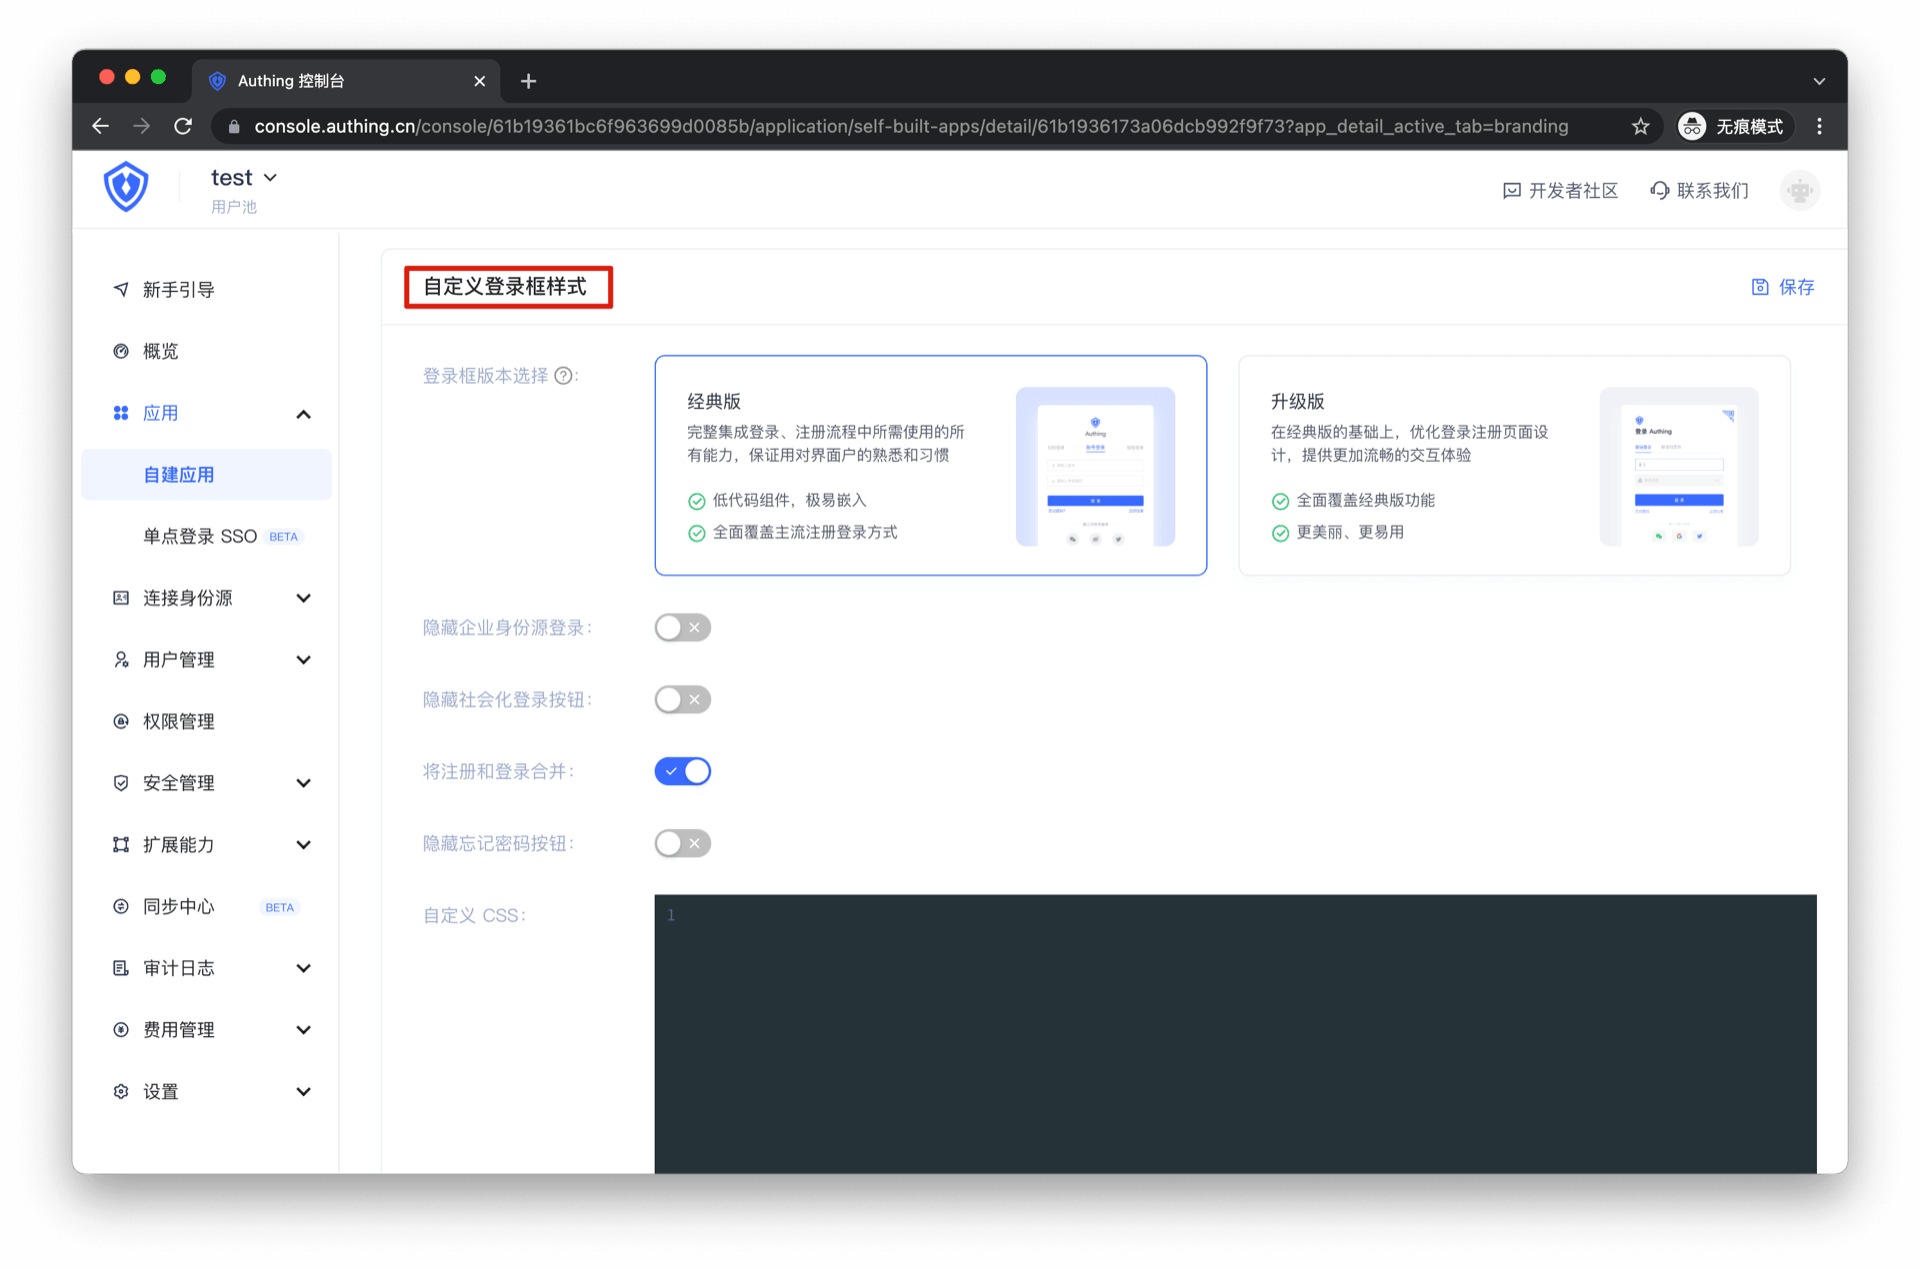 Authing 控制台
console.authing.cn/console/61b19361bc6f963699d0085b/application/self-built-apps/detail/61b1936173a06dcb992f9f73?app_detail_active_tab=branding
无痕模式
test
用户池
开发者社区
联系我们
新手引导
概览
应用
自建应用
单点登录 SSO BETA
连接身份源
用户管理
权限管理
安全管理
扩展能力
同步中心 BETA
审计日志
费用管理
设置
自定义登录框样式
保存
登录框版本选择 ?:
经典版
完整集成登录、注册流程中所需使用的所
有能力，保证用对界面户的熟悉和习惯
低代码组件，极易嵌入
全面覆盖主流注册登录方式
Authing
升级版
在经典版的基础上，优化登录注册页面设
计，提供更加流畅的交互体验
全面覆盖经典版功能
更美丽、更易用
登录 Authing
隐藏企业身份源登录:
隐藏社会化登录按钮:
将注册和登录合并:
隐藏忘记密码按钮:
自定义 CSS:
1